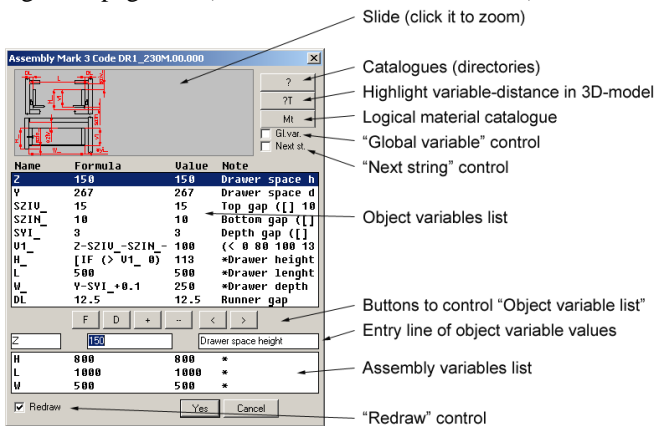 Slide (click it to zoom)
Assembly Mark 3 Code DR1_230M.00.000
?
Catalogues (directories)
?T
Highlight variable-distance in 3D-model
Mt
Logical material catalogue
Gl.var.
"Global variable" control
Next st.
"Next string" control
Name Formula Value Note
Z 150 150 Drawer space h
Y 267 267 Drawer space d
SZIV_ 15 15 Top gap ([] 10
SZIN_ 10 10 Bottom gap ([]
SYI_ 3 3 Depth gap ([]
V1_ Z-SZIV_-SZIN_- 100 (< 0 80 100 13
H_ [IF (> V1_ 0) 113 *Drawer height
L 500 500 *Drawer lenght
W_ Y-SYI_+0.1 250 *Drawer depth
DL 12.5 12.5 Runner gap
Object variables list
F D + -- < >
Buttons to control "Object variable list"
Z 150 Drawer space height
Entry line of object variable values
H 800 800 *
L 1000 1000 *
W 500 500 *
Assembly variables list
Redraw Yes Cancel
"Redraw" control